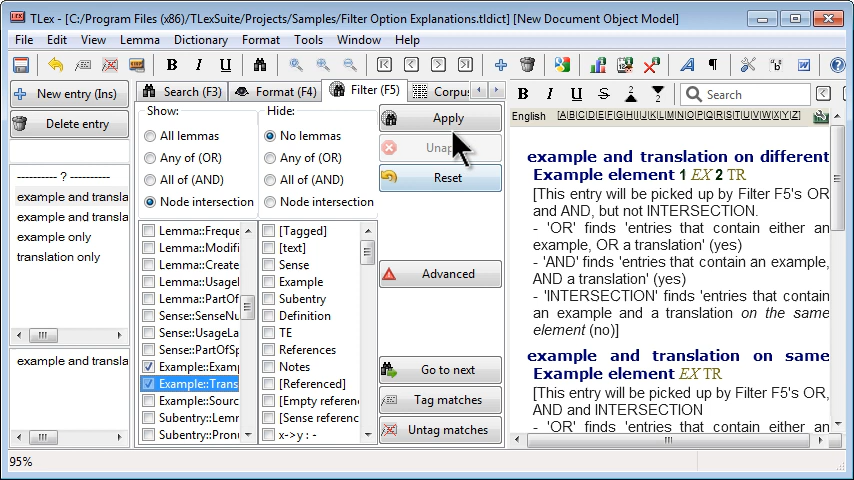 TLex - [C:/Program Files (x86)/TLexSuite/Projects/Samples/Filter Option Explanations.tldict] [New Document Object Model]
File Edit View Lemma Dictionary Format Tools Window Help
B I U
New entry (Ins)
Delete entry
Search (F3) Format (F4) Filter (F5) Corpus
B I U S 2 2 Search
English [A][B][C][D][E][F][G][H][I][J][K][L][M][N][O][P][Q][R][S][T][U][V][W][X][Y][Z]
---------- ? ----------
example and transla
example and transla
example only
translation only
example and transla
Show:
All lemmas
Any of (OR)
All of (AND)
Node intersection
Hide:
No lemmas
Any of (OR)
All of (AND)
Node intersection
Lemma::Freque
Lemma::Modifi
Lemma::Create
Lemma::Usagel
Lemma::PartOf
Sense::SenseNu
Sense::UsageLa
Sense::PartOfSp
Example::Examp
Example::Trans
Example::Sourc
Subentry::Lemr
Subentry::Pronu
[Tagged]
[text]
Sense
Example
Subentry
Definition
TE
References
Notes
[Referenced]
[Empty referen
[Sense referenc
x->y : -
Apply
Reset
Advanced
Go to next
Tag matches
Untag matches
example and translation on different
Example element 1 EX 2 TR
[This entry will be picked up by Filter F5's OR
and AND, but not INTERSECTION.
- 'OR' finds 'entries that contain either an
example, OR a translation' (yes)
- 'AND' finds 'entries that contain an example,
AND a translation' (yes)
- 'INTERSECTION' finds 'entries that contain
an example and a translation on the same
element (no)]
example and translation on same
Example element EX TR
[This entry will be picked up by Filter F5's OR,
AND and INTERSECTION
- 'OR' finds 'entries that contain either an
95%